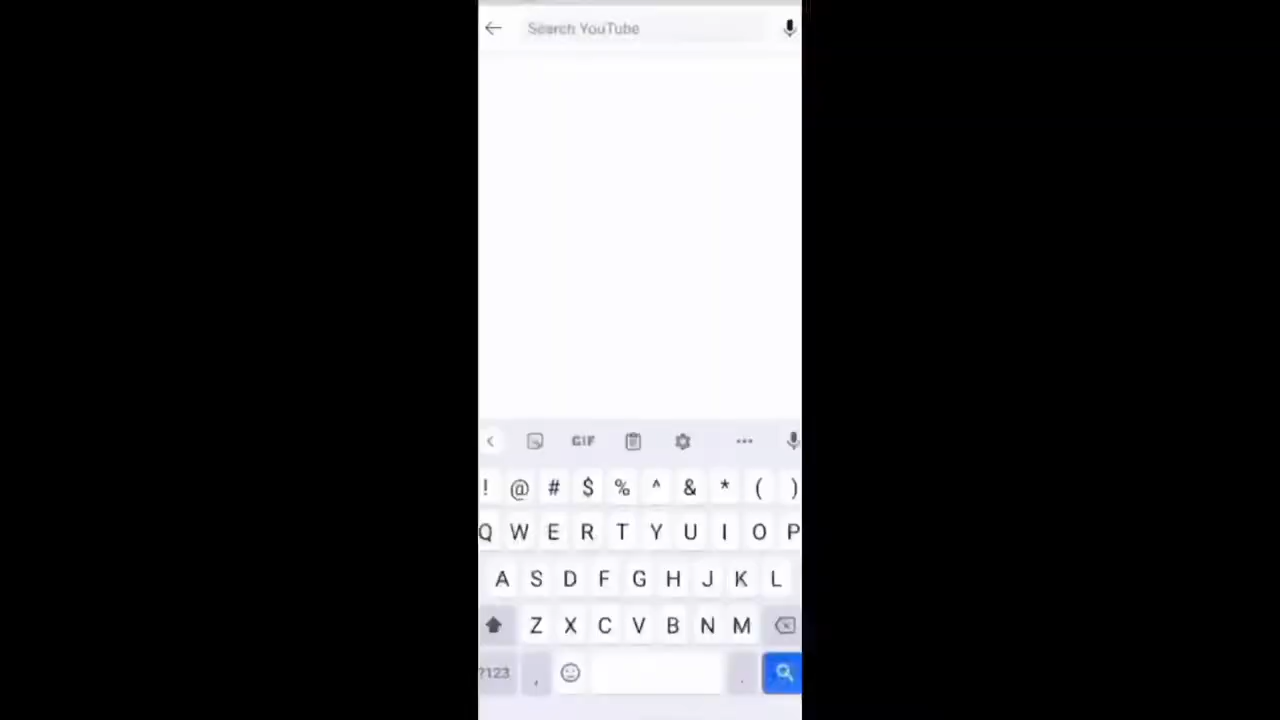 Search YouTube
GIF
! @ # $ % ^ & * ( )
Q W E R T Y U I O P
A S D F G H J K L
Z X C V B N M
?123 , .